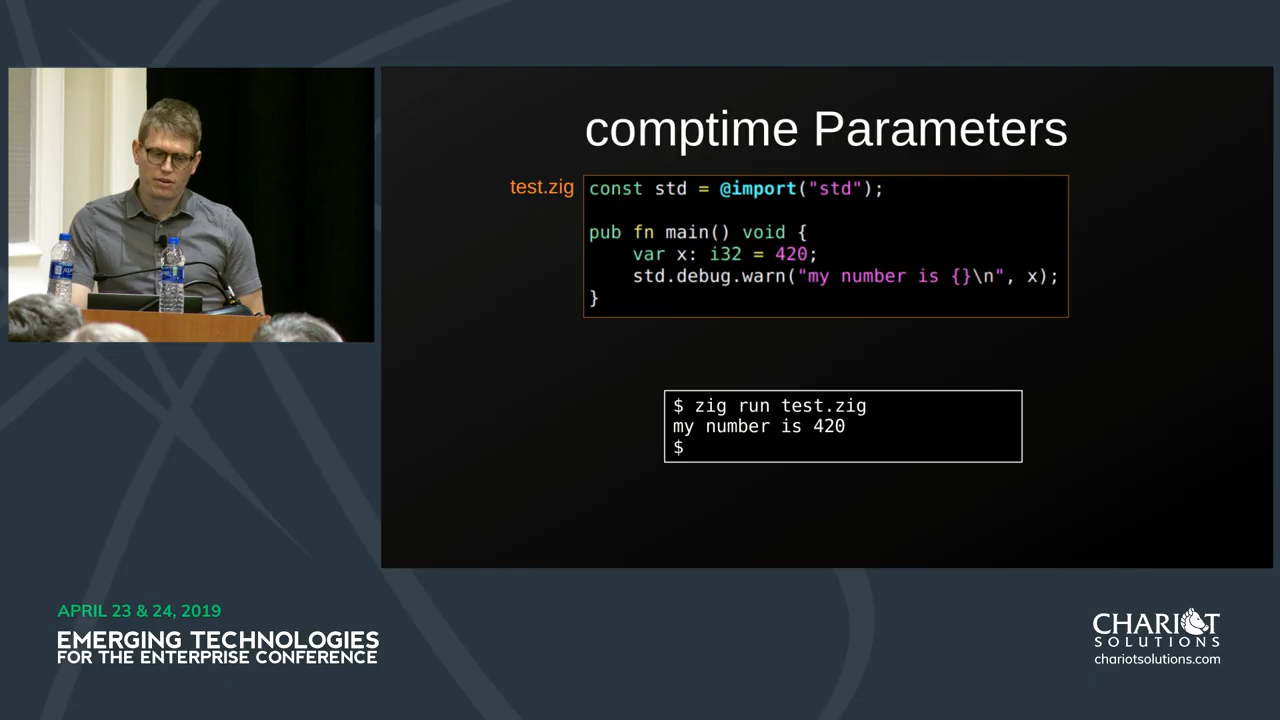 comptime Parameters
test.zig
const std = @import("std");
pub fn main() void {
    var x: i32 = 420;
    std.debug.warn("my number is {}\n", x);
}
$ zig run test.zig
my number is 420
$
APRIL 23 & 24, 2019
EMERGING TECHNOLOGIES
FOR THE ENTERPRISE CONFERENCE
CHARIOT
SOLUTIONS
chariotsolutions.com